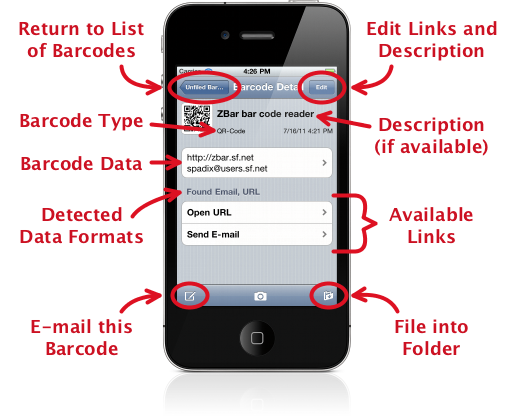 Return to List
of Barcodes
Edit Links and
Description
Carrier
4:26 PM
Unfiled Bar...
Barcode Detail
Edit
Barcode Type
ZBar bar code reader
QR-Code
7/16/11 4:21 PM
Description
(if available)
Barcode Data
http://zbar.sf.net
spadix@users.sf.net
Detected
Data Formats
Found Email, URL
Open URL
Send E-mail
Available
Links
E-mail this
Barcode
File into
Folder